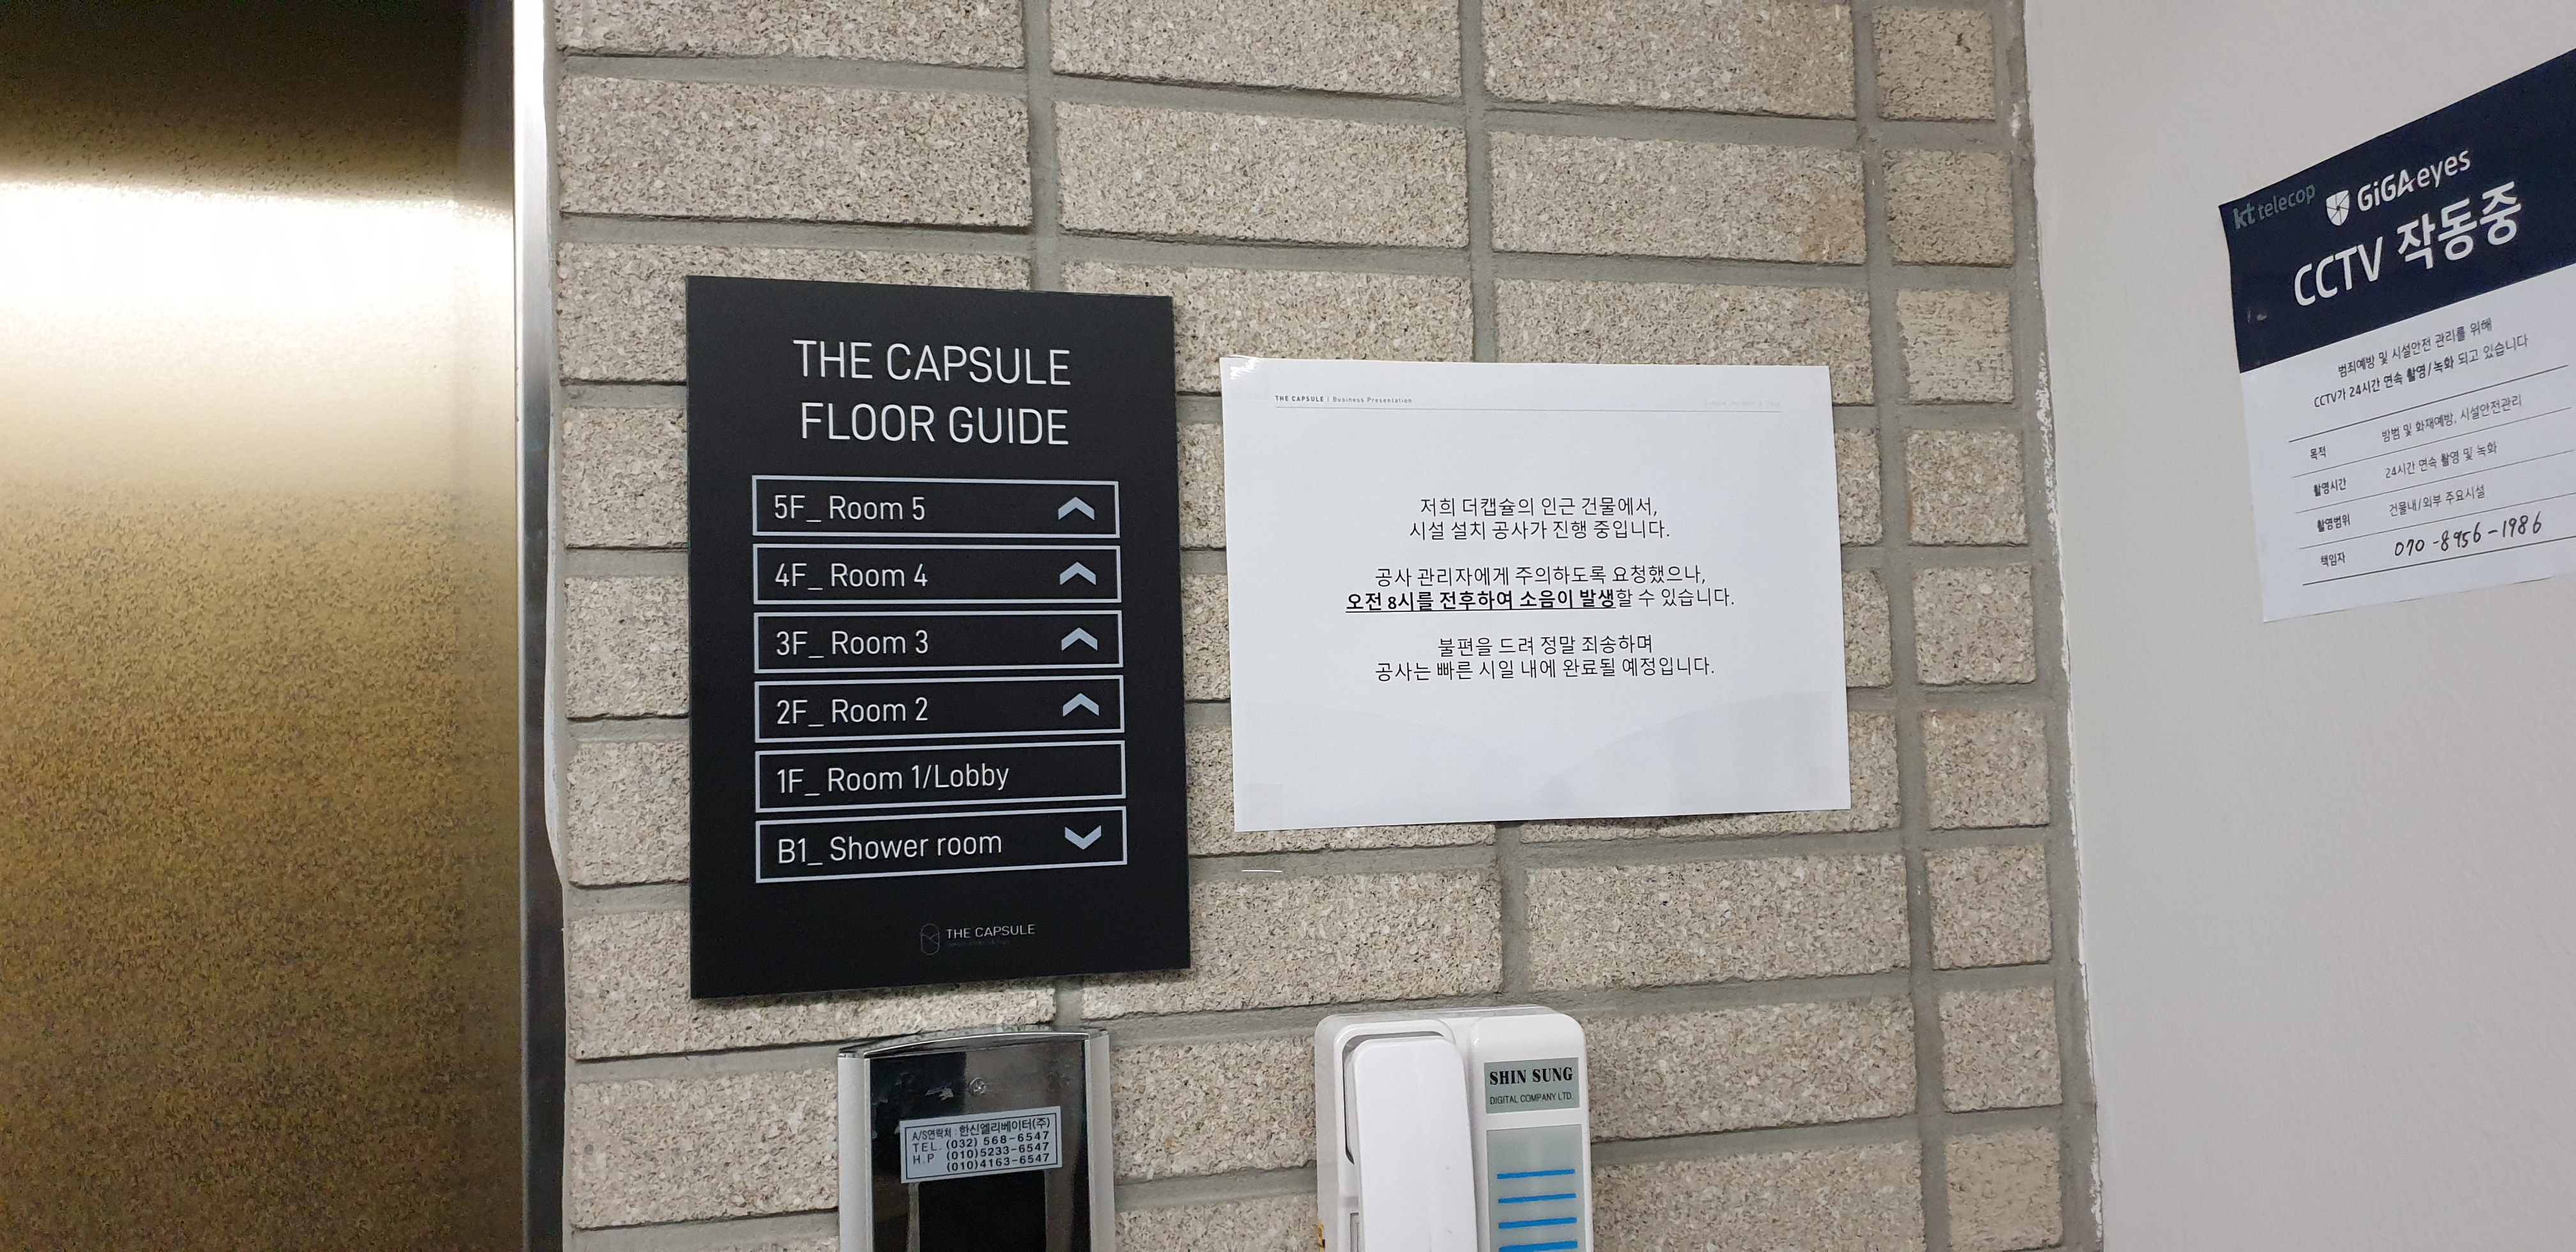 THE CAPSULE
FLOOR GUIDE
5F_ Room 5
4F_ Room 4
3F_ Room 3
2F_ Room 2
1F_ Room 1/Lobby
B1_ Shower room
THE CAPSULE
THE CAPSULE | Business Presentation
저희 더캡슐의 인근 건물에서,
시설 설치 공사가 진행 중입니다.
공사 관리자에게 주의하도록 요청했으나,
오전 8시를 전후하여 소음이 발생할 수 있습니다.
불편을 드려 정말 죄송하며
공사는 빠른 시일 내에 완료될 예정입니다.
kt telecop GiGAeyes
CCTV 작동중
범죄예방 및 시설안전 관리를 위해
CCTV가 24시간 연속 촬영/녹화 되고 있습니다
목적 방범 및 화재예방, 시설안전관리
촬영시간 24시간 연속 촬영 및 녹화
촬영범위 건물내/외부 주요시설
책임자 070-8956-1986
A/S연락처 : 한신엘리베이터(주)
TEL. (032) 568-6547
H.P (010)5233-6547
(010)4163-6547
SHIN SUNG
DIGITAL COMPANY LTD.